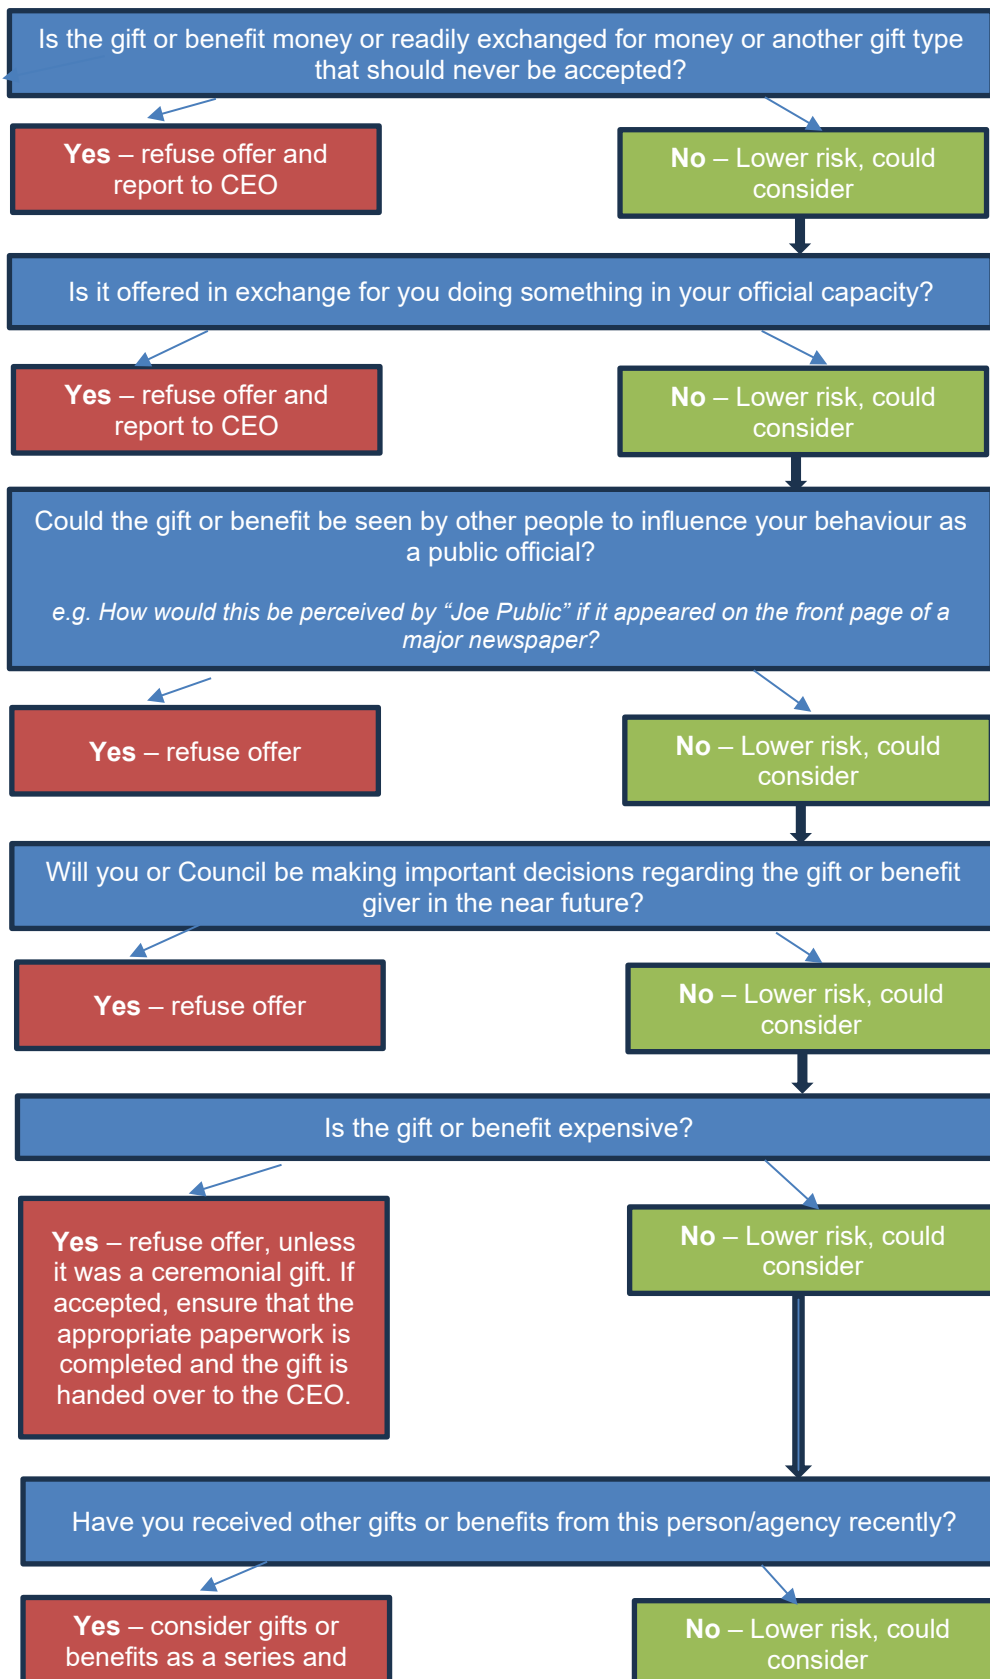 Is the gift or benefit money or readily exchanged for money or another gift type
that should never be accepted?
Yes – refuse offer and
report to CEO
No – Lower risk, could
consider
Is it offered in exchange for you doing something in your official capacity?
Yes – refuse offer and
report to CEO
No – Lower risk, could
consider
Could the gift or benefit be seen by other people to influence your behaviour as
a public official?
e.g. How would this be perceived by “Joe Public” if it appeared on the front page of a
major newspaper?
Yes – refuse offer
No – Lower risk, could
consider
Will you or Council be making important decisions regarding the gift or benefit
giver in the near future?
Yes – refuse offer
No – Lower risk, could
consider
Is the gift or benefit expensive?
Yes – refuse offer, unless
it was a ceremonial gift. If
accepted, ensure that the
appropriate paperwork is
completed and the gift is
handed over to the CEO.
No – Lower risk, could
consider
Have you received other gifts or benefits from this person/agency recently?
Yes – consider gifts or
benefits as a series and
No – Lower risk, could
consider